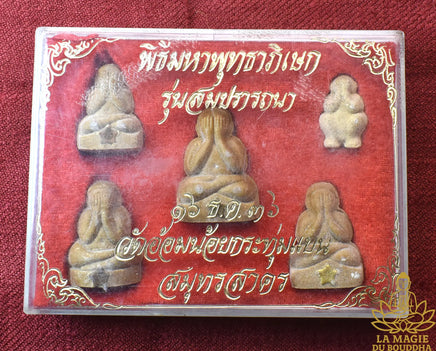 พิธีมหาพุทธาภิเษก
รุ่นสมปรารถนา
๑๖ ธ.ค.๓๖
วัดอ้อมน้อยกระทุ่มแบน
สมุทรสาคร
LA MAGIE
DU BOUDDHA